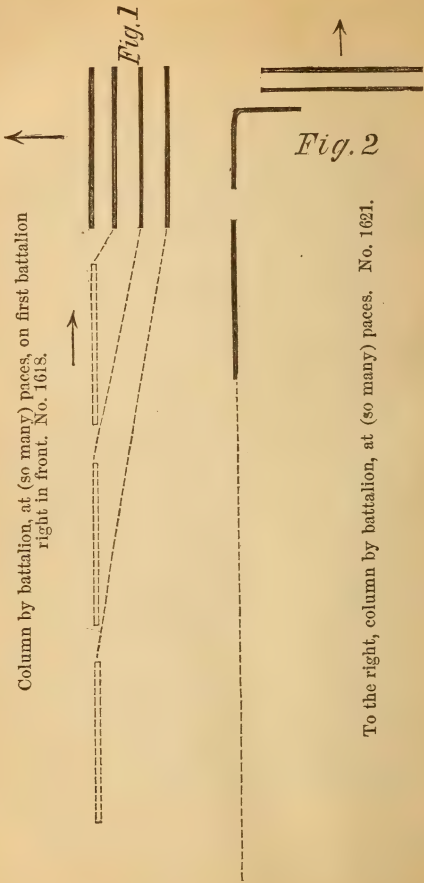 Column by battalion, at (so many) paces, on first battalion
right in front. No. 1618.
Fig. 1
Fig. 2
To the right, column by battalion, at (so many) paces. No. 1621.